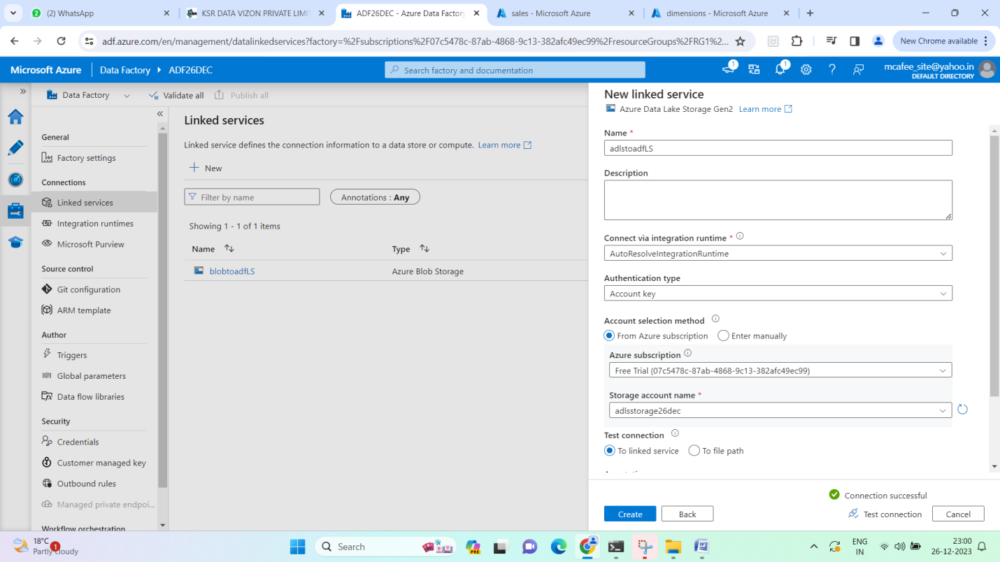 (2) WhatsApp
KSR DATA VIZON PRIVATE LIMI
ADF26DEC - Azure Data Factory
sales - Microsoft Azure
dimensions - Microsoft Azure
adf.azure.com/en/management/datalinkedservices?factory=%2Fsubscriptions%2F07c5478c-87ab-4868-9c13-382afc49ec99%2FresourceGroups%2FRG1%2...
New Chrome available
Microsoft Azure
Data Factory
ADF26DEC
Search factory and documentation
1
1
mcafee_site@yahoo.in
DEFAULT DIRECTORY
Data Factory
Validate all
Publish all
General
Factory settings
Connections
Linked services
Integration runtimes
Microsoft Purview
Source control
Git configuration
ARM template
Author
Triggers
Global parameters
Data flow libraries
Security
Credentials
Customer managed key
Outbound rules
Managed private endpoi...
Workflow orchestration
Linked services
Linked service defines the connection information to a data store or compute. Learn more
New
Filter by name
Annotations : Any
Showing 1 - 1 of 1 items
Name
Type
blobtoadfLS
Azure Blob Storage
New linked service
Azure Data Lake Storage Gen2 Learn more
Name *
adlstoadfLS
Description
Connect via integration runtime *
AutoResolveIntegrationRuntime
Authentication type
Account key
Account selection method
From Azure subscription
Enter manually
Azure subscription
Free Trial (07c5478c-87ab-4868-9c13-382afc49ec99)
Storage account name *
adlsstorage26dec
Test connection
To linked service
To file path
Connection successful
Create
Back
Test connection
Cancel
18°C
1
Partly cloudy
Search
PRE
ENG
IN
23:00
26-12-2023